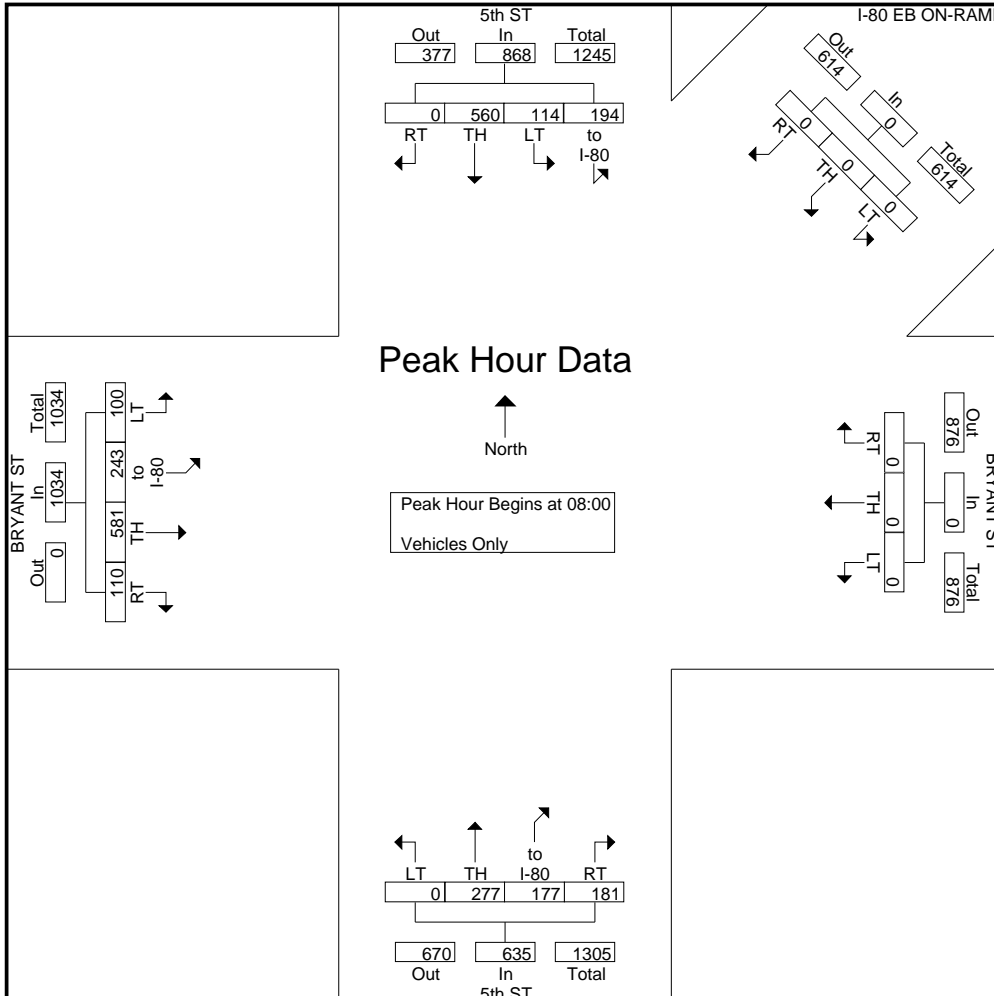 5th ST
Out In Total
377 868 1245
0 560 114 194
RT TH LT to I-80
I-80 EB ON-RAM
Out In Total
614 0 614
0 0 0
RT TH LT
Peak Hour Data
North
Peak Hour Begins at 08:00
Vehicles Only
BRYANT ST
Total In Out
1034 1034 0
100 243 581 110
LT to I-80 TH RT
BRYANT ST
Out In Total
876 0 876
0 0 0
RT TH LT
LT TH to I-80 RT
0 277 177 181
670 635 1305
Out In Total
5th ST